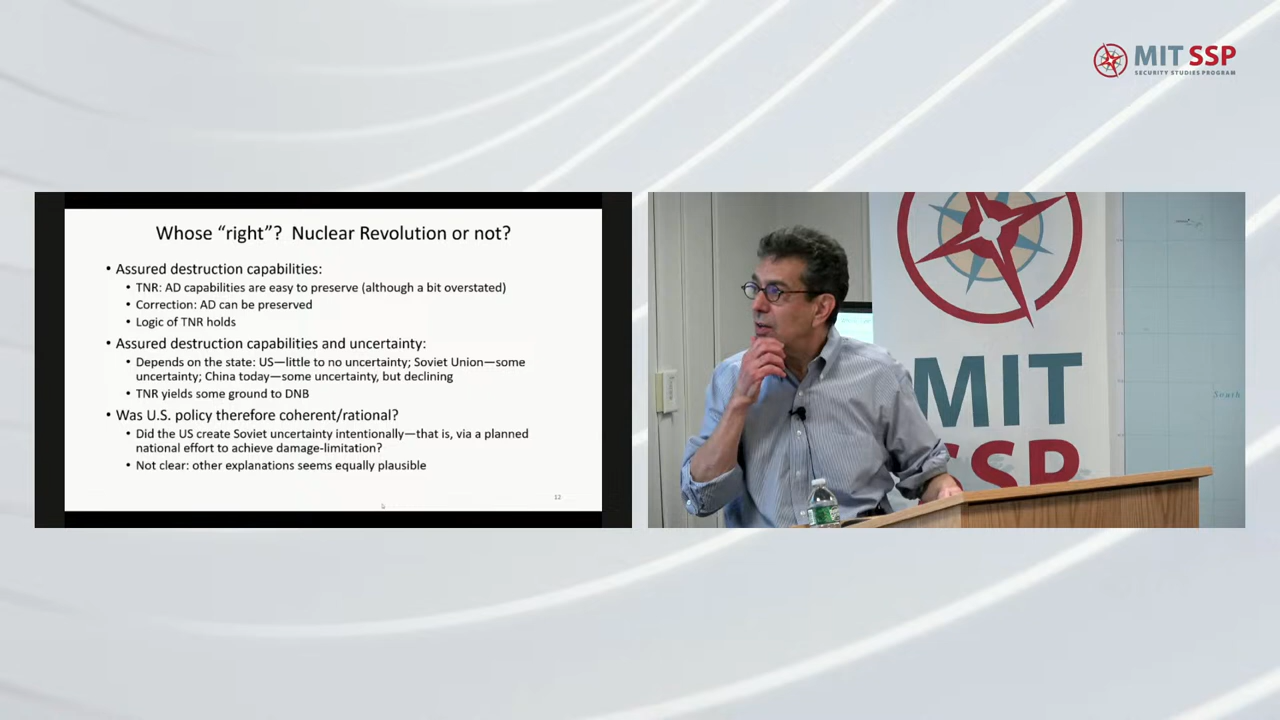 MIT SSP
SECURITY STUDIES PROGRAM
Whose “right”? Nuclear Revolution or not?
• Assured destruction capabilities:
• TNR: AD capabilities are easy to preserve (although a bit overstated)
• Correction: AD can be preserved
• Logic of TNR holds
• Assured destruction capabilities and uncertainty:
• Depends on the state: US—little to no uncertainty; Soviet Union—some
uncertainty; China today—some uncertainty, but declining
• TNR yields some ground to DNB
• Was U.S. policy therefore coherent/rational?
• Did the US create Soviet uncertainty intentionally—that is, via a planned
national effort to achieve damage-limitation?
• Not clear: other explanations seems equally plausible
12
MIT
SSP
South